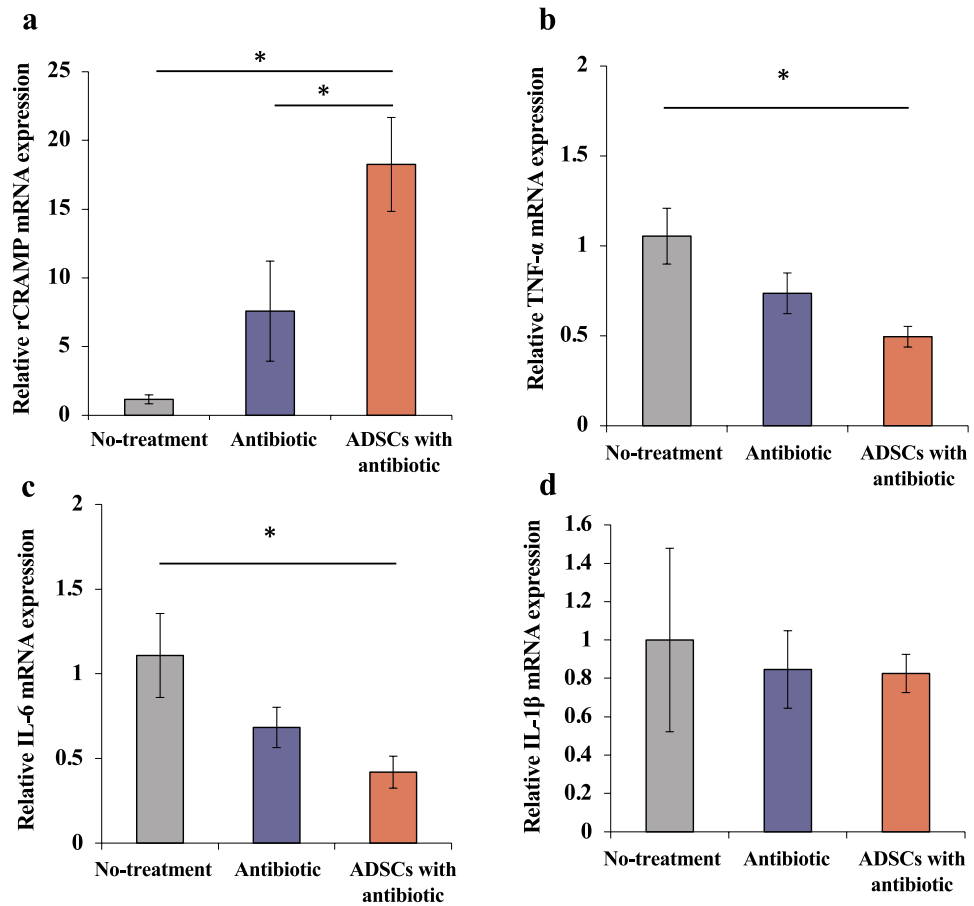 a
Relative rCRAMP mRNA expression
25
20
15
10
5
0
*
*
No-treatment
Antibiotic
ADSCs with
antibiotic
b
Relative TNF-α mRNA expression
2
1.5
1
0.5
0
*
No-treatment
Antibiotic
ADSCs with
antibiotic
c
Relative IL-6 mRNA expression
2
1.5
1
0.5
0
*
No-treatment
Antibiotic
ADSCs with
antibiotic
d
Relative IL-1β mRNA expression
1.6
1.4
1.2
1
0.8
0.6
0.4
0.2
0
No-treatment
Antibiotic
ADSCs with
antibiotic